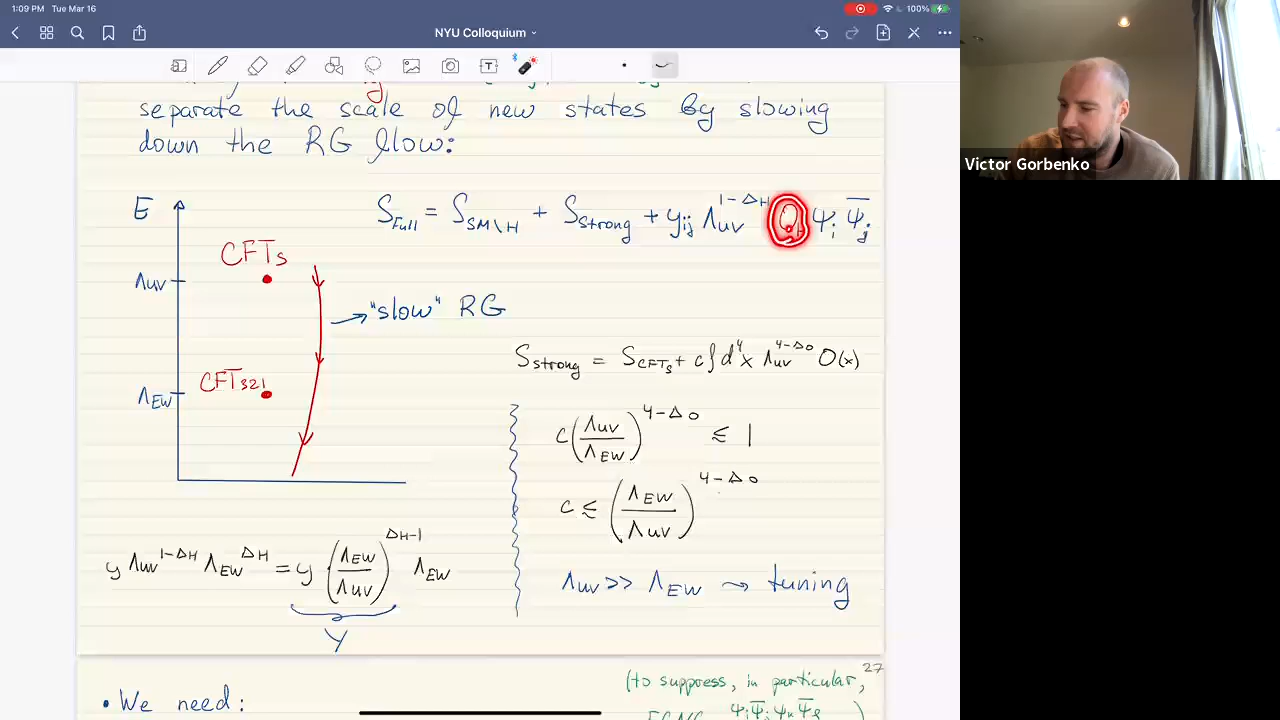 1:09 PM Tue Mar 16
100%
NYU Colloquium
separate the scale of new states by slowing
down the RG flow:
E
S_Full = S_SM\H + S_Strong + y_ij Λ_UV^{1-Δ_H} O_H ψ_i ψ̄_j
CFT_S
Λ_UV
"slow" RG
S_strong = S_CFT_S + c∫d^4x Λ_UV^{4-Δ_O} O(x)
CFT_321
Λ_EW
c(Λ_UV/Λ_EW)^{4-Δ_O} ≲ 1
c ≲ (Λ_EW/Λ_UV)^{4-Δ_O}
y Λ_UV^{1-Δ_H} Λ_EW^{Δ_H} = y (Λ_EW/Λ_UV)^{Δ_H-1} Λ_EW
Y
Λ_UV >> Λ_EW ⇝ tuning
27
• We need:
(to suppress, in particular,
FCNC
Victor Gorbenko